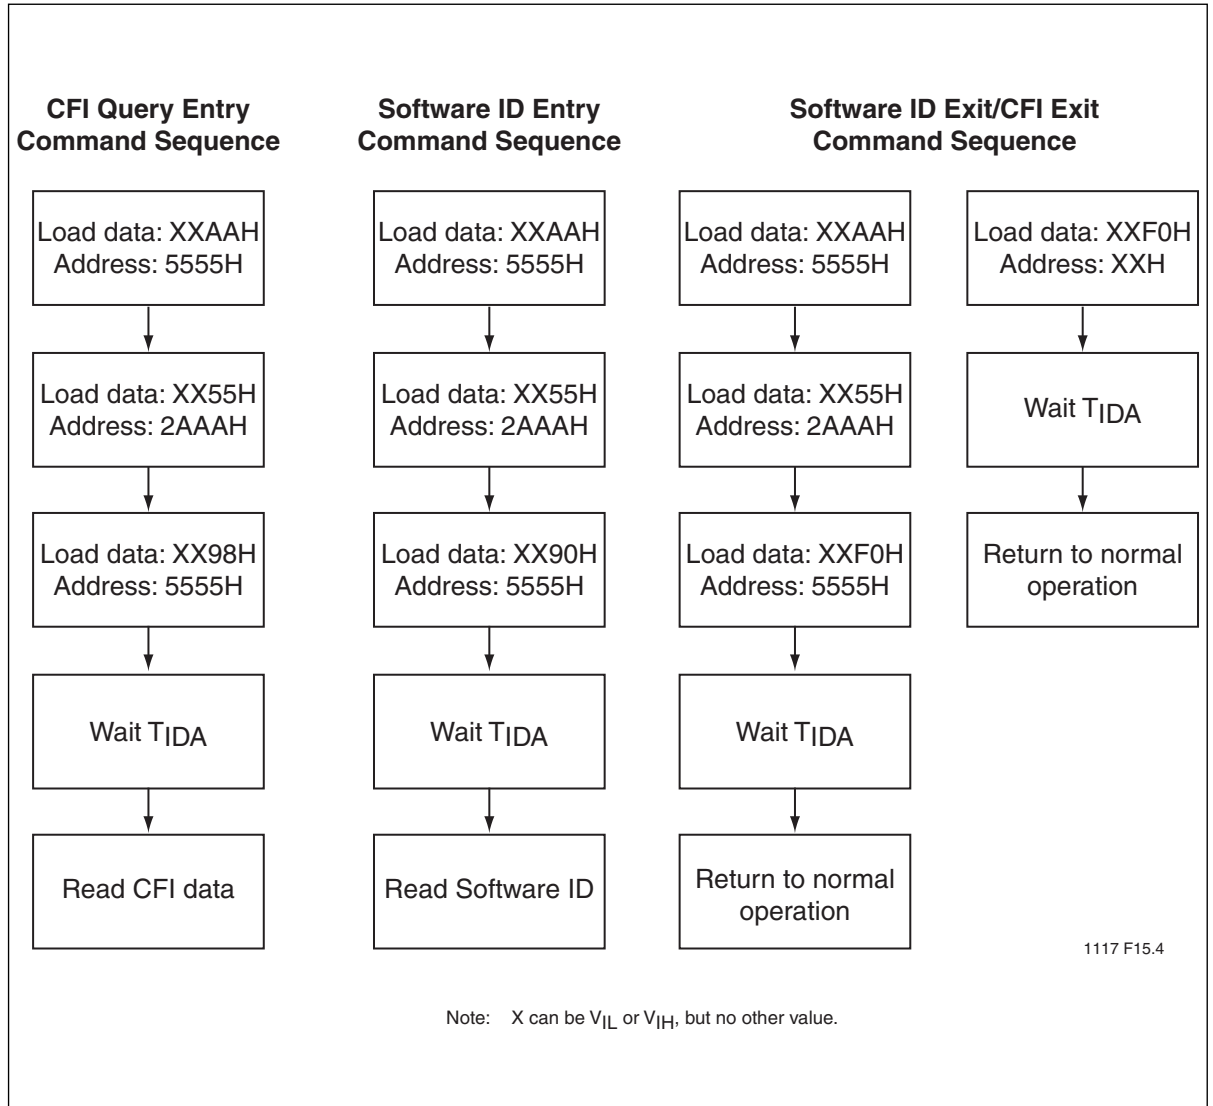 CFI Query Entry
Command Sequence
Load data: XXAAH
Address: 5555H
Load data: XX55H
Address: 2AAAH
Load data: XX98H
Address: 5555H
Wait TIDA
Read CFI data
Software ID Entry
Command Sequence
Load data: XXAAH
Address: 5555H
Load data: XX55H
Address: 2AAAH
Load data: XX90H
Address: 5555H
Wait TIDA
Read Software ID
Software ID Exit/CFI Exit
Command Sequence
Load data: XXAAH
Address: 5555H
Load data: XX55H
Address: 2AAAH
Load data: XXF0H
Address: 5555H
Wait TIDA
Return to normal
operation
Load data: XXF0H
Address: XXH
Wait TIDA
Return to normal
operation
1117 F15.4
Note: X can be VIL or VIH, but no other value.